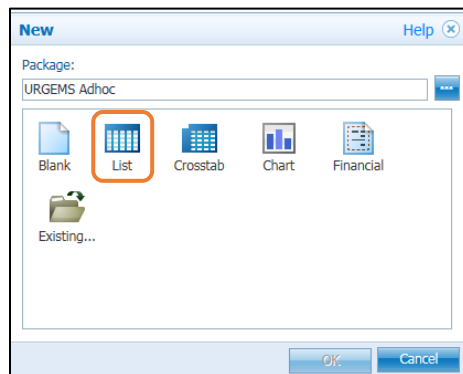 New Help
Package:
URGEMS Adhoc ...
Blank List Crosstab Chart Financial
Existing...
OK Cancel